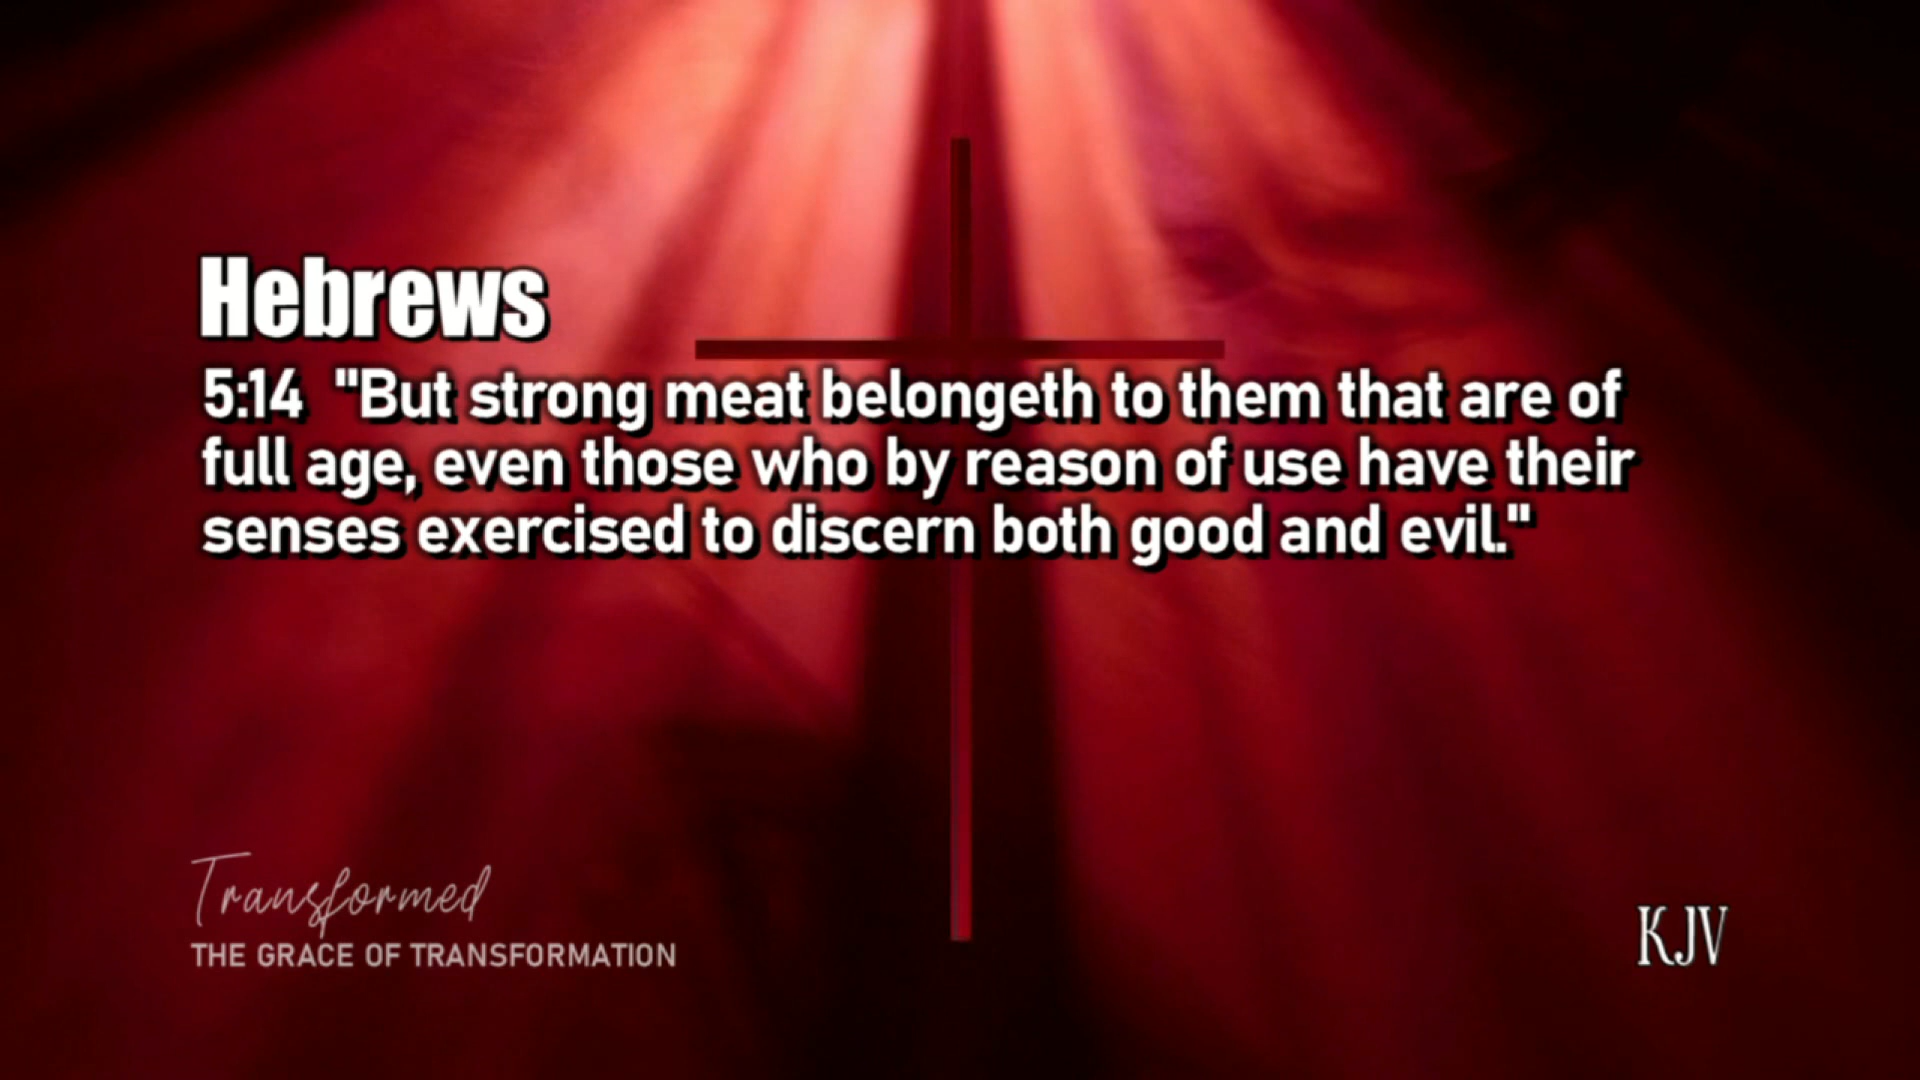 Hebrews
5:14 "But strong meat belongeth to them that are of
full age, even those who by reason of use have their
senses exercised to discern both good and evil."
Transformed
THE GRACE OF TRANSFORMATION
KJV